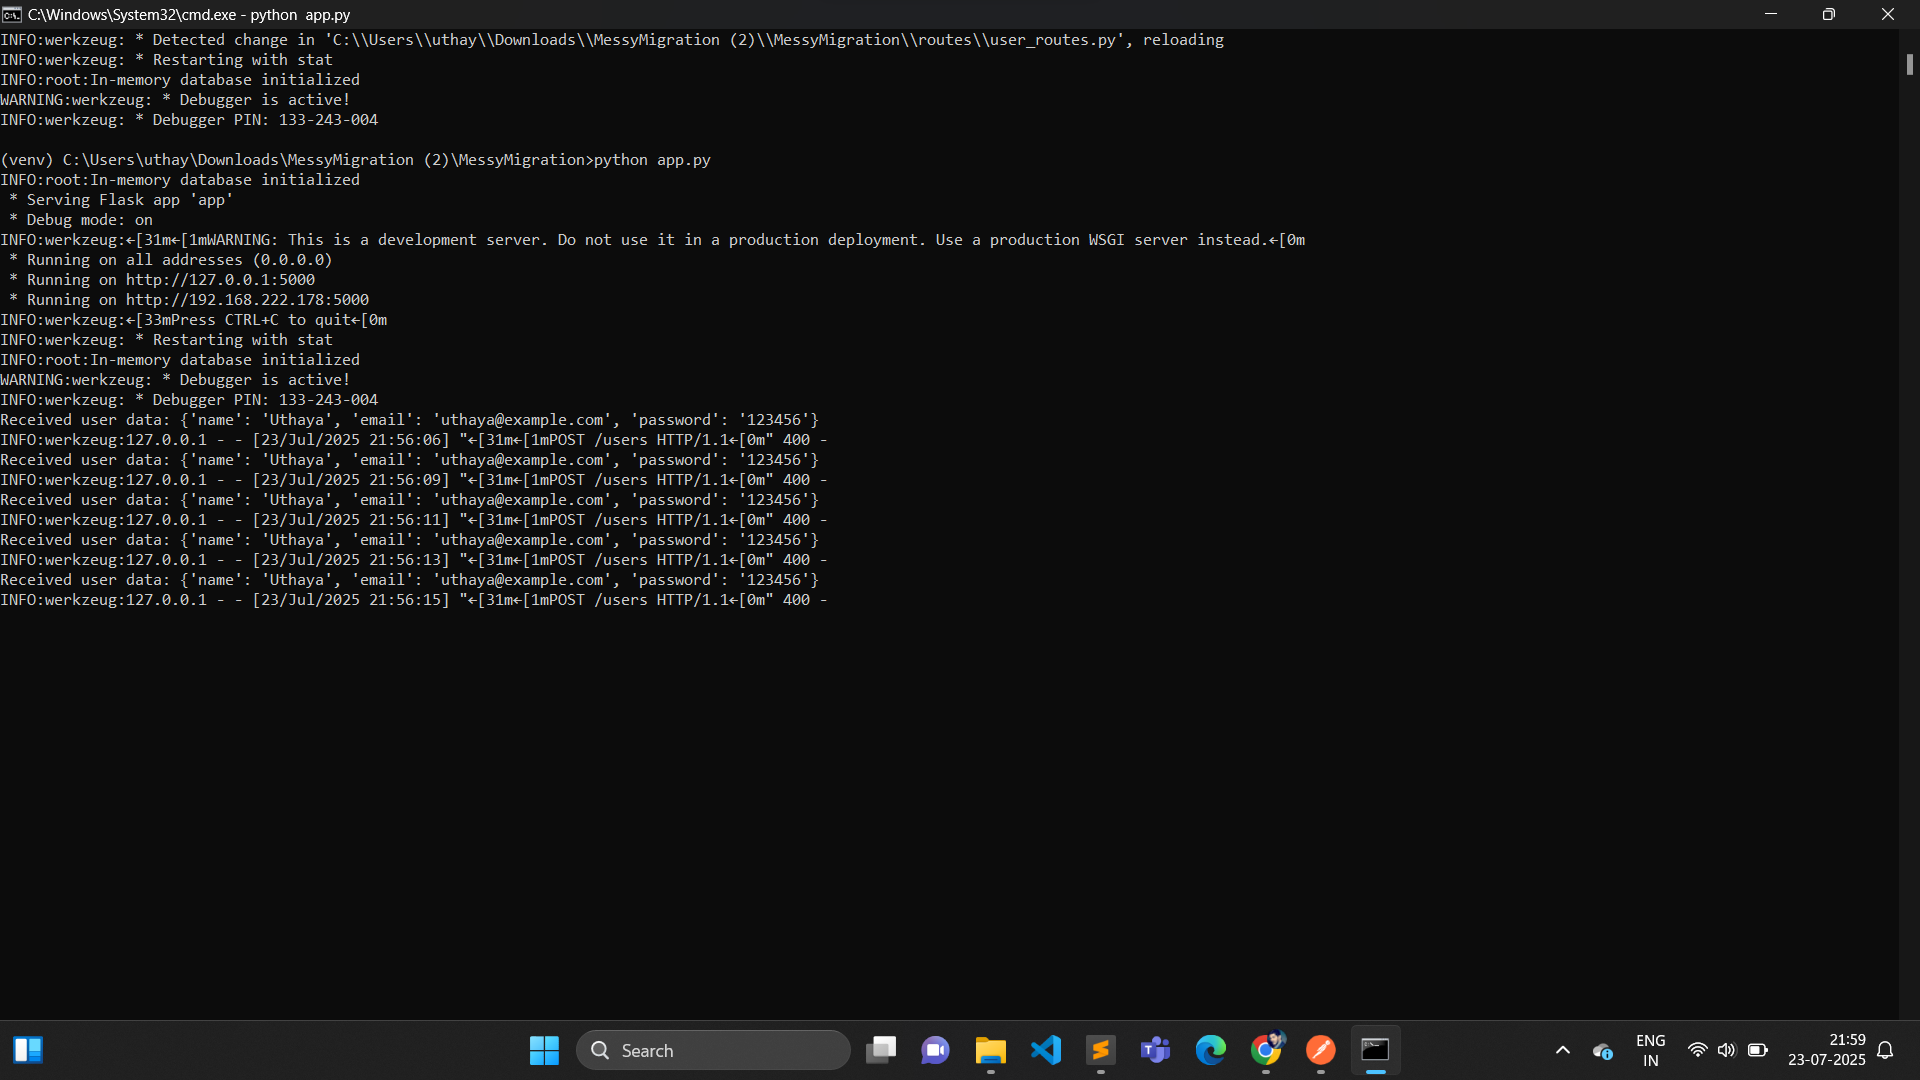 C:\Windows\System32\cmd.exe - python  app.py
INFO:werkzeug: * Detected change in 'C:\\Users\\uthay\\Downloads\\MessyMigration (2)\\MessyMigration\\routes\\user_routes.py', reloading
INFO:werkzeug: * Restarting with stat
INFO:root:In-memory database initialized
WARNING:werkzeug: * Debugger is active!
INFO:werkzeug: * Debugger PIN: 133-243-004
(venv) C:\Users\uthay\Downloads\MessyMigration (2)\MessyMigration>python app.py
INFO:root:In-memory database initialized
 * Serving Flask app 'app'
 * Debug mode: on
INFO:werkzeug:←[31m←[1mWARNING: This is a development server. Do not use it in a production deployment. Use a production WSGI server instead.←[0m
 * Running on all addresses (0.0.0.0)
 * Running on http://127.0.0.1:5000
 * Running on http://192.168.222.178:5000
INFO:werkzeug:←[33mPress CTRL+C to quit←[0m
INFO:werkzeug: * Restarting with stat
INFO:root:In-memory database initialized
WARNING:werkzeug: * Debugger is active!
INFO:werkzeug: * Debugger PIN: 133-243-004
Received user data: {'name': 'Uthaya', 'email': 'uthaya@example.com', 'password': '123456'}
INFO:werkzeug:127.0.0.1 - - [23/Jul/2025 21:56:06] "←[31m←[1mPOST /users HTTP/1.1←[0m" 400 -
Received user data: {'name': 'Uthaya', 'email': 'uthaya@example.com', 'password': '123456'}
INFO:werkzeug:127.0.0.1 - - [23/Jul/2025 21:56:09] "←[31m←[1mPOST /users HTTP/1.1←[0m" 400 -
Received user data: {'name': 'Uthaya', 'email': 'uthaya@example.com', 'password': '123456'}
INFO:werkzeug:127.0.0.1 - - [23/Jul/2025 21:56:11] "←[31m←[1mPOST /users HTTP/1.1←[0m" 400 -
Received user data: {'name': 'Uthaya', 'email': 'uthaya@example.com', 'password': '123456'}
INFO:werkzeug:127.0.0.1 - - [23/Jul/2025 21:56:13] "←[31m←[1mPOST /users HTTP/1.1←[0m" 400 -
Received user data: {'name': 'Uthaya', 'email': 'uthaya@example.com', 'password': '123456'}
INFO:werkzeug:127.0.0.1 - - [23/Jul/2025 21:56:15] "←[31m←[1mPOST /users HTTP/1.1←[0m" 400 -
Search
ENG
IN
21:59
23-07-2025